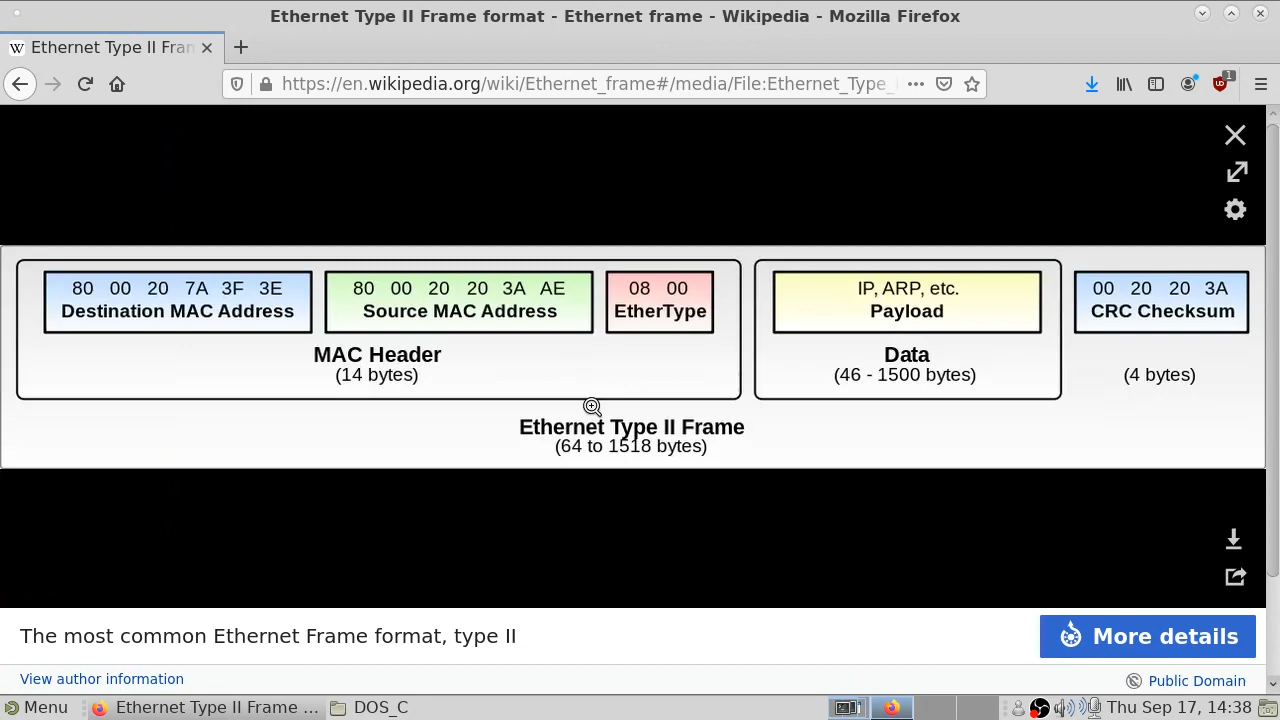 Ethernet Type II Frame format - Ethernet frame - Wikipedia - Mozilla Firefox
W Ethernet Type II Fran
https://en.wikipedia.org/wiki/Ethernet_frame#/media/File:Ethernet_Type_
1
80 00 20 7A 3F 3E
Destination MAC Address
80 00 20 20 3A AE
Source MAC Address
08 00
EtherType
MAC Header
(14 bytes)
IP, ARP, etc.
Payload
Data
(46 - 1500 bytes)
00 20 20 3A
CRC Checksum
(4 bytes)
Ethernet Type II Frame
(64 to 1518 bytes)
The most common Ethernet Frame format, type II
More details
View author information
Public Domain
Menu
Ethernet Type II Frame ...
DOS_C
Thu Sep 17, 14:38